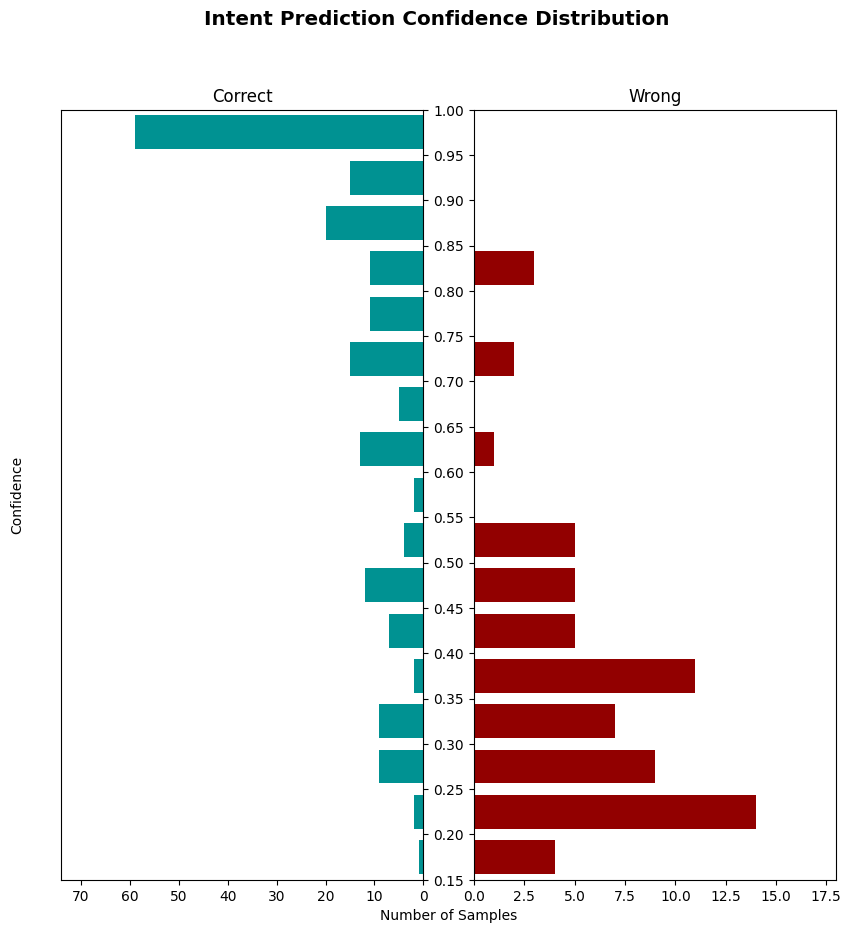 Intent Prediction Confidence Distribution
Correct
Wrong
1.00
0.95
0.90
0.85
0.80
0.75
0.70
0.65
0.60
0.55
0.50
0.45
0.40
0.35
0.30
0.25
0.20
0.15
Confidence
70 60 50 40 30 20 10 0
0.0 2.5 5.0 7.5 10.0 12.5 15.0 17.5
Number of Samples